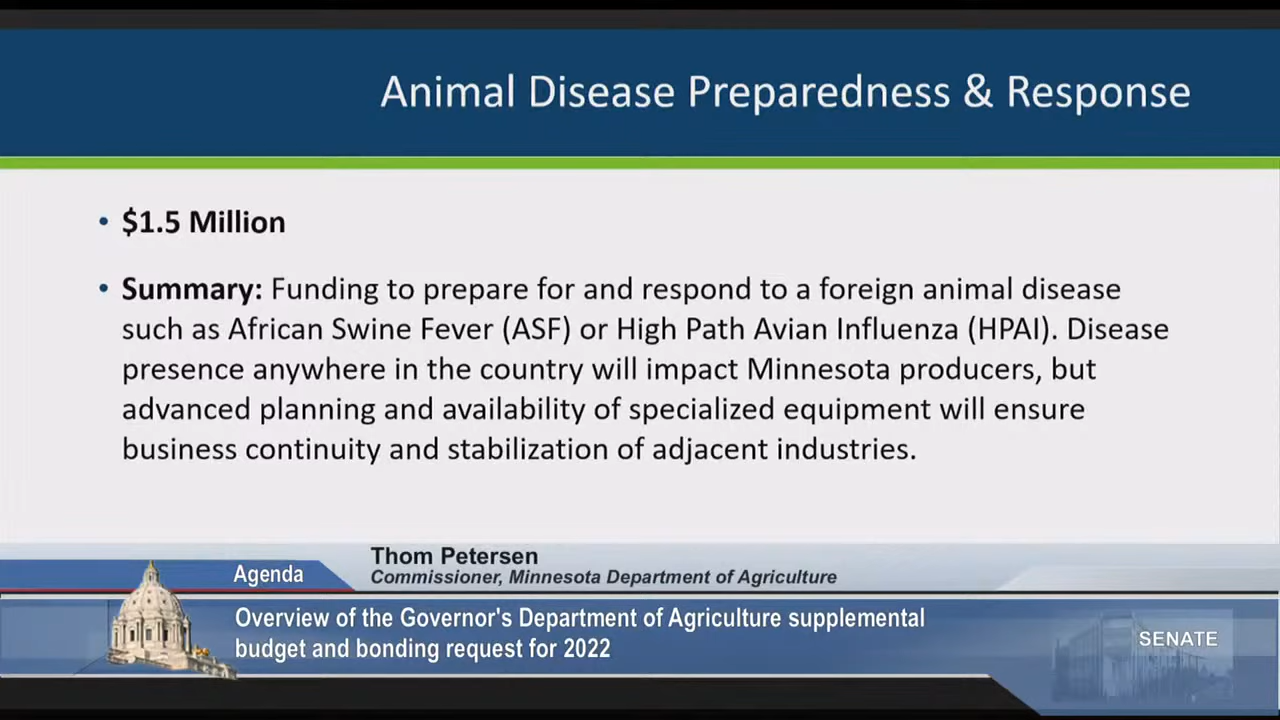 Animal Disease Preparedness & Response
• $1.5 Million
• Summary: Funding to prepare for and respond to a foreign animal disease
such as African Swine Fever (ASF) or High Path Avian Influenza (HPAI). Disease
presence anywhere in the country will impact Minnesota producers, but
advanced planning and availability of specialized equipment will ensure
business continuity and stabilization of adjacent industries.
Thom Petersen
Commissioner, Minnesota Department of Agriculture
Agenda
Overview of the Governor's Department of Agriculture supplemental
budget and bonding request for 2022
SENATE